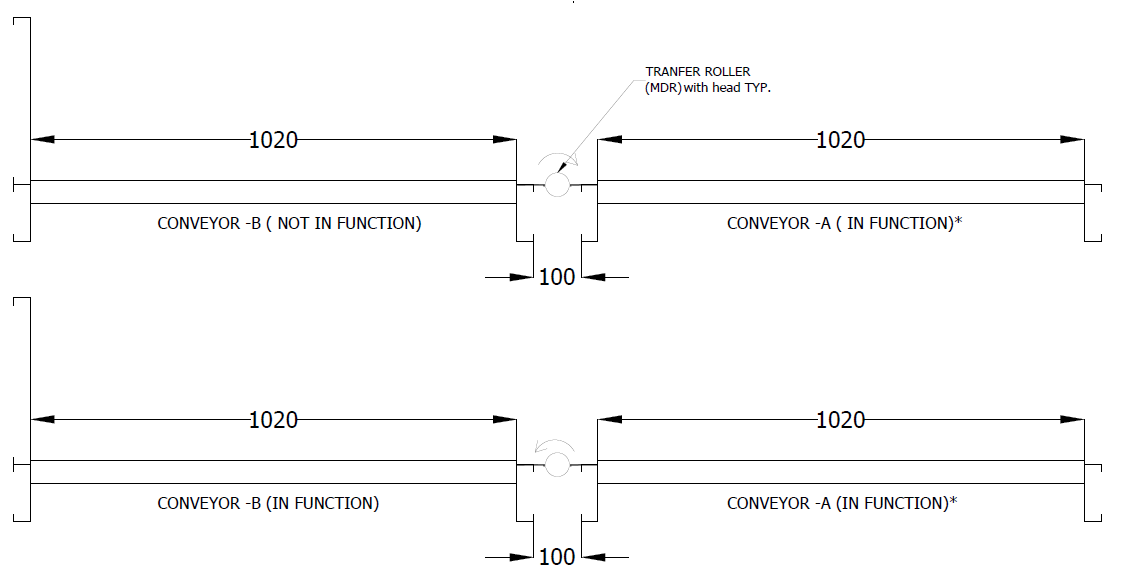 TRANFER ROLLER
(MDR) with head TYP.
1020
1020
CONVEYOR -B ( NOT IN FUNCTION)
CONVEYOR -A ( IN FUNCTION)*
100
1020
1020
CONVEYOR -B (IN FUNCTION)
CONVEYOR -A (IN FUNCTION)*
100